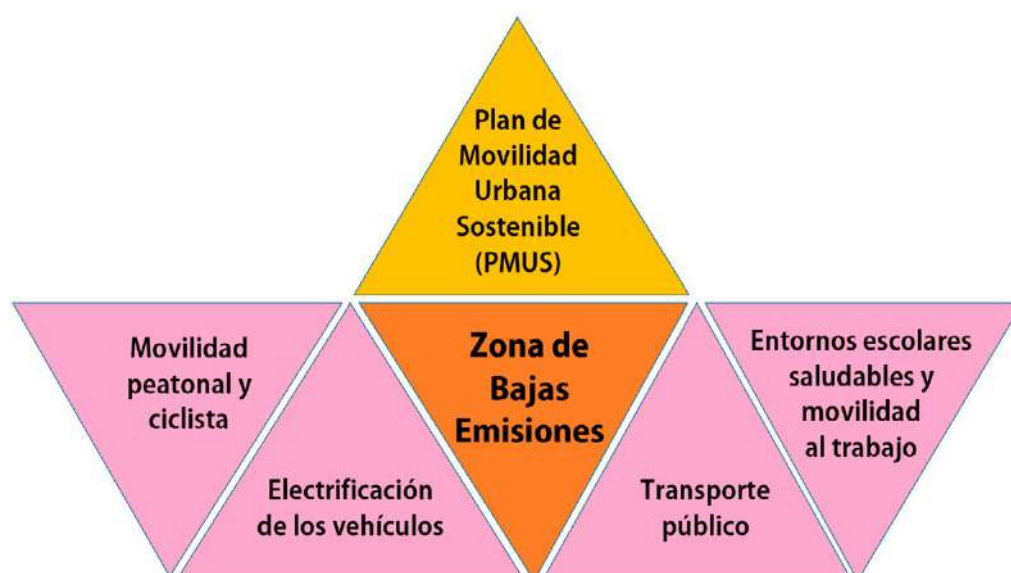 Plan de
Movilidad
Urbana
Sostenible
(PMUS)
Movilidad
peatonal y
ciclista
Electrificación
de los vehículos
Zona de
Bajas
Emisiones
Transporte
público
Entornos escolares
saludables y
movilidad
al trabajo